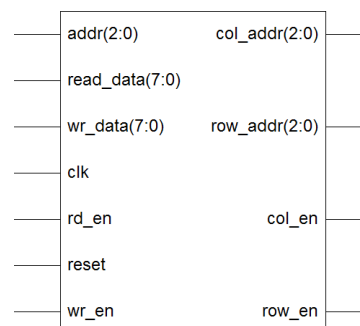 addr(2:0) col_addr(2:0)
read_data(7:0)
wr_data(7:0) row_addr(2:0)
clk
rd_en col_en
reset
wr_en row_en